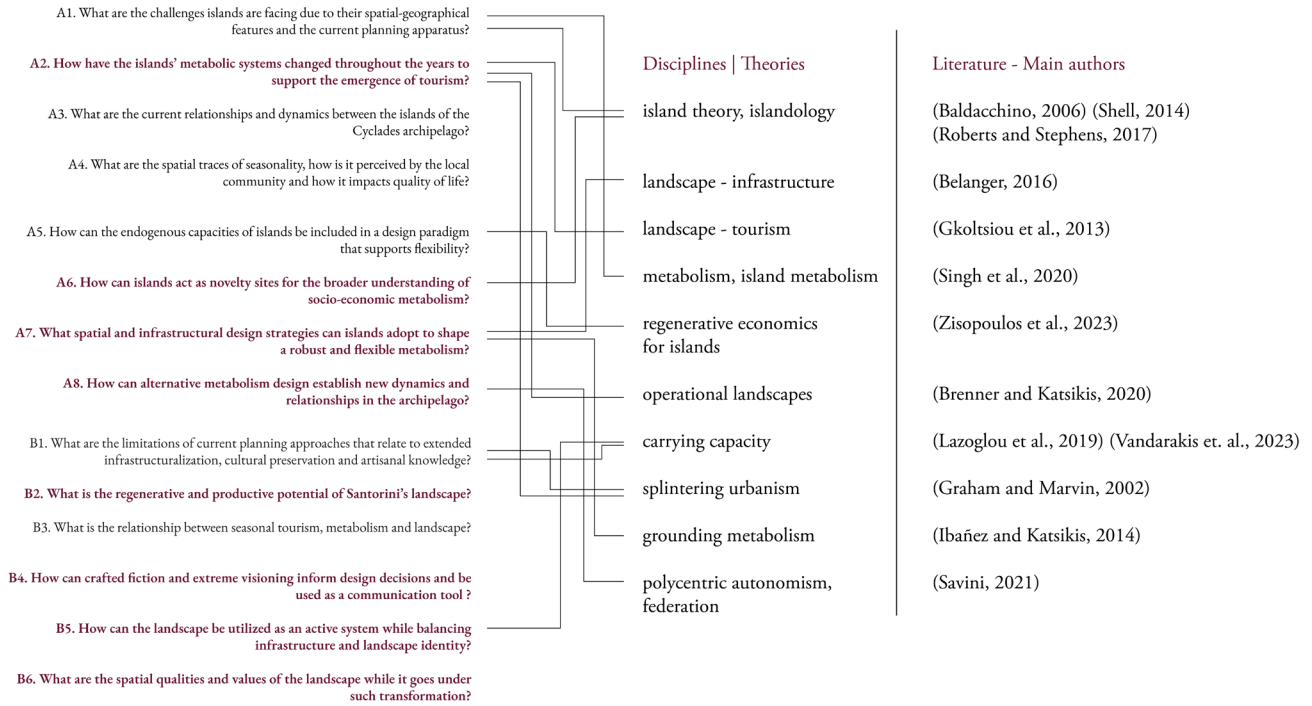 A1. What are the challenges islands are facing due to their spatial-geographical
features and the current planning apparatus?
A2. How have the islands' metabolic systems changed throughout the years to
support the emergence of tourism?
A3. What are the current relationships and dynamics between the islands of the
Cyclades archipelago?
A4. What are the spatial traces of seasonality, how is it perceived by the local
community and how it impacts quality of life?
A5. How can the endogenous capacities of islands be included in a design paradigm
that supports flexibility?
A6. How can islands act as novelty sites for the broader understanding of
socio-economic metabolism?
A7. What spatial and infrastructural design strategies can islands adopt to shape
a robust and flexible metabolism?
A8. How can alternative metabolism design establish new dynamics and
relationships in the archipelago?
B1. What are the limitations of current planning approaches that relate to extended
infrastructuralization, cultural preservation and artisanal knowledge?
B2. What is the regenerative and productive potential of Santorini's landscape?
B3. What is the relationship between seasonal tourism, metabolism and landscape?
B4. How can crafted fiction and extreme visioning inform design decisions and be
used as a communication tool ?
B5. How can the landscape be utilized as an active system while balancing
infrastructure and landscape identity?
B6. What are the spatial qualities and values of the landscape while it goes under
such transformation?
Disciplines | Theories
island theory, islandology
landscape - infrastructure
landscape - tourism
metabolism, island metabolism
regenerative economics
for islands
operational landscapes
carrying capacity
splintering urbanism
grounding metabolism
polycentric autonomism,
federation
Literature - Main authors
(Baldacchino, 2006) (Shell, 2014)
(Roberts and Stephens, 2017)
(Belanger, 2016)
(Gkoltsiou et al., 2013)
(Singh et al., 2020)
(Zisopoulos et al., 2023)
(Brenner and Katsikis, 2020)
(Lazoglou et al., 2019) (Vandarakis et. al., 2023)
(Graham and Marvin, 2002)
(Ibañez and Katsikis, 2014)
(Savini, 2021)